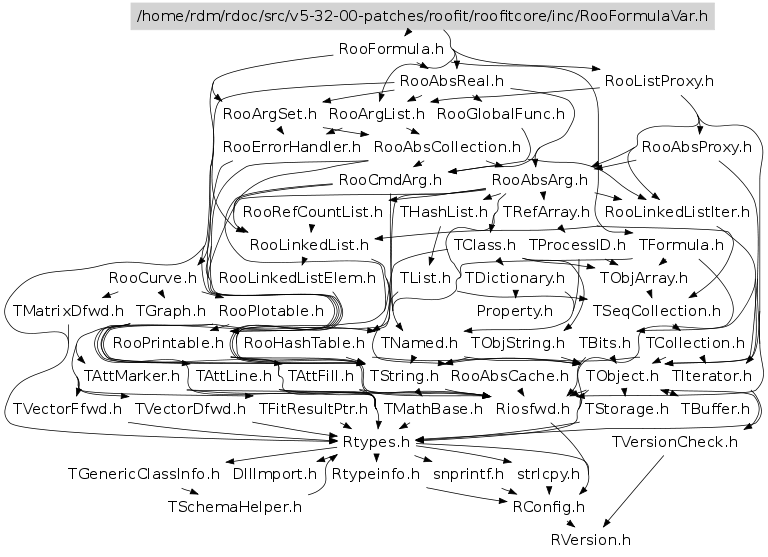 /home/rdm/rdoc/src/v5-32-00-patches/roofit/roofitcore/inc/RooFormulaVar.h
RooFormula.h
RooAbsReal.h RooListProxy.h
RooArgSet.h RooArgList.h RooGlobalFunc.h
RooErrorHandler.h RooAbsCollection.h RooAbsProxy.h
RooCmdArg.h RooAbsArg.h
RooRefCountList.h THashList.h TRefArray.h RooLinkedListIter.h
RooLinkedList.h TClass.h TProcessID.h TFormula.h
RooCurve.h RooLinkedListElem.h TList.h TDictionary.h TObjArray.h
TMatrixDfwd.h TGraph.h RooPlotable.h Property.h TSeqCollection.h
RooPrintable.h RooHashTable.h TNamed.h TObjString.h TBits.h TCollection.h
TAttMarker.h TAttLine.h TAttFill.h TString.h RooAbsCache.h TObject.h TIterator.h
TVectorFfwd.h TVectorDfwd.h TFitResultPtr.h TMathBase.h Riosfwd.h TStorage.h TBuffer.h
Rtypes.h TVersionCheck.h
TGenericClassInfo.h DllImport.h Rtypeinfo.h snprintf.h strlcpy.h
TSchemaHelper.h RConfig.h
RVersion.h